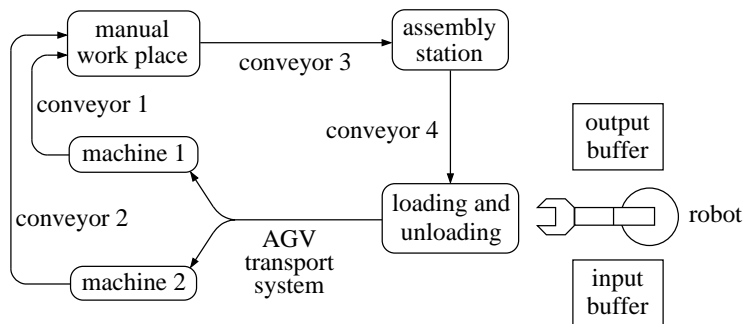 manual
work place
assembly
station
conveyor 3
conveyor 1
conveyor 4
output
buffer
machine 1
loading and
unloading
robot
conveyor 2
AGV
transport
system
machine 2
input
buffer